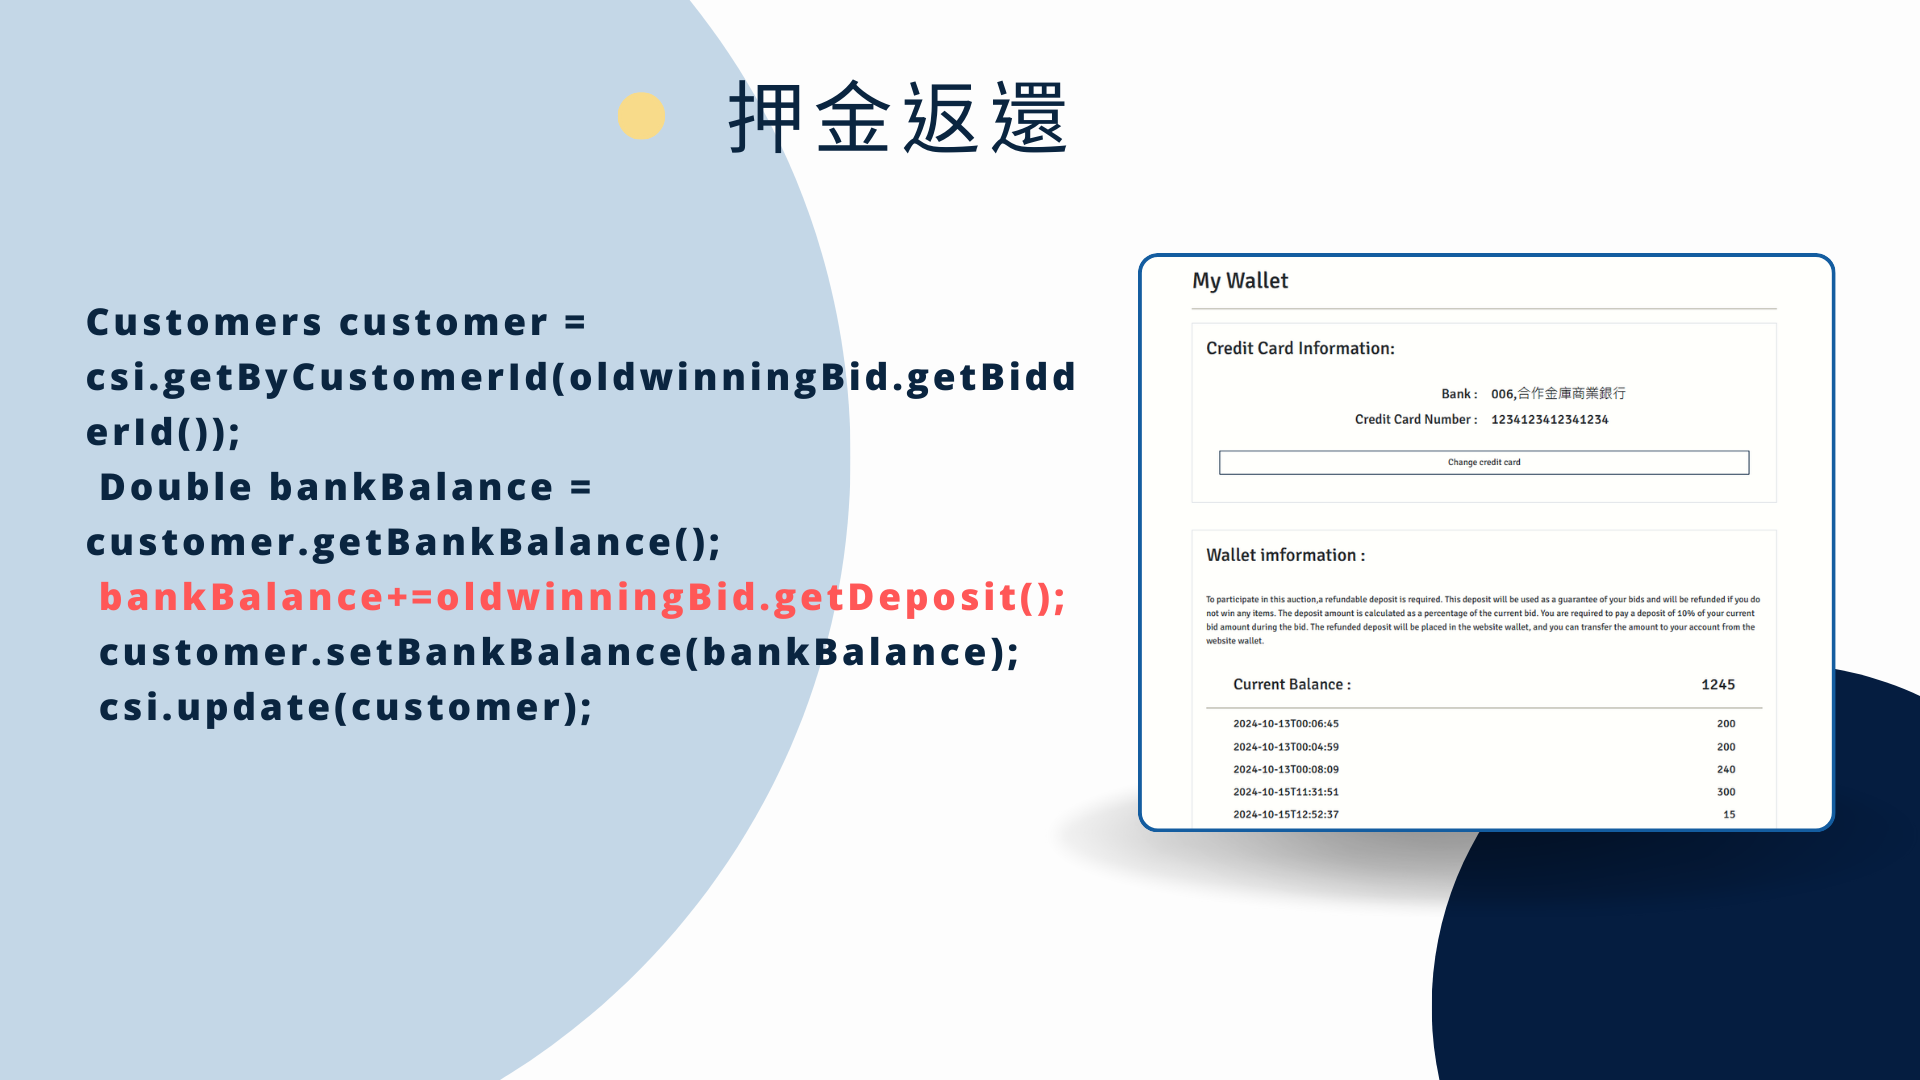 押金返還
Customers customer =
csi.getByCustomerId(oldwinningBid.getBidd
erId());
Double bankBalance =
customer.getBankBalance();
bankBalance+=oldwinningBid.getDeposit();
customer.setBankBalance(bankBalance);
csi.update(customer);
My Wallet
Credit Card Information:
Bank : 006,合作金庫商業銀行
Credit Card Number : 1234123412341234
Change credit card
Wallet imformation :
To participate in this auction,a refundable deposit is required. This deposit will be used as a guarantee of your bids and will be refunded if you do
not win any items. The deposit amount is calculated as a percentage of the current bid. You are required to pay a deposit of 10% of your current
bid amount during the bid. The refunded deposit will be placed in the website wallet, and you can transfer the amount to your account from the
website wallet.
Current Balance : 1245
2024-10-13T00:06:45 200
2024-10-13T00:04:59 200
2024-10-13T00:08:09 240
2024-10-15T11:31:51 300
2024-10-15T12:52:37 15